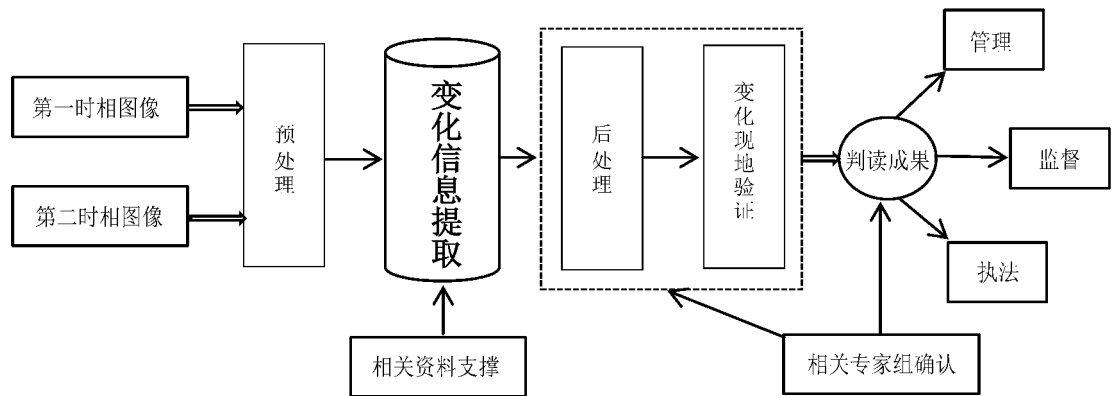 第一时相图像
第二时相图像
预处理
变化信息提取
相关资料支撑
后处理
变化现地验证
判读成果
相关专家组确认
管理
监督
执法